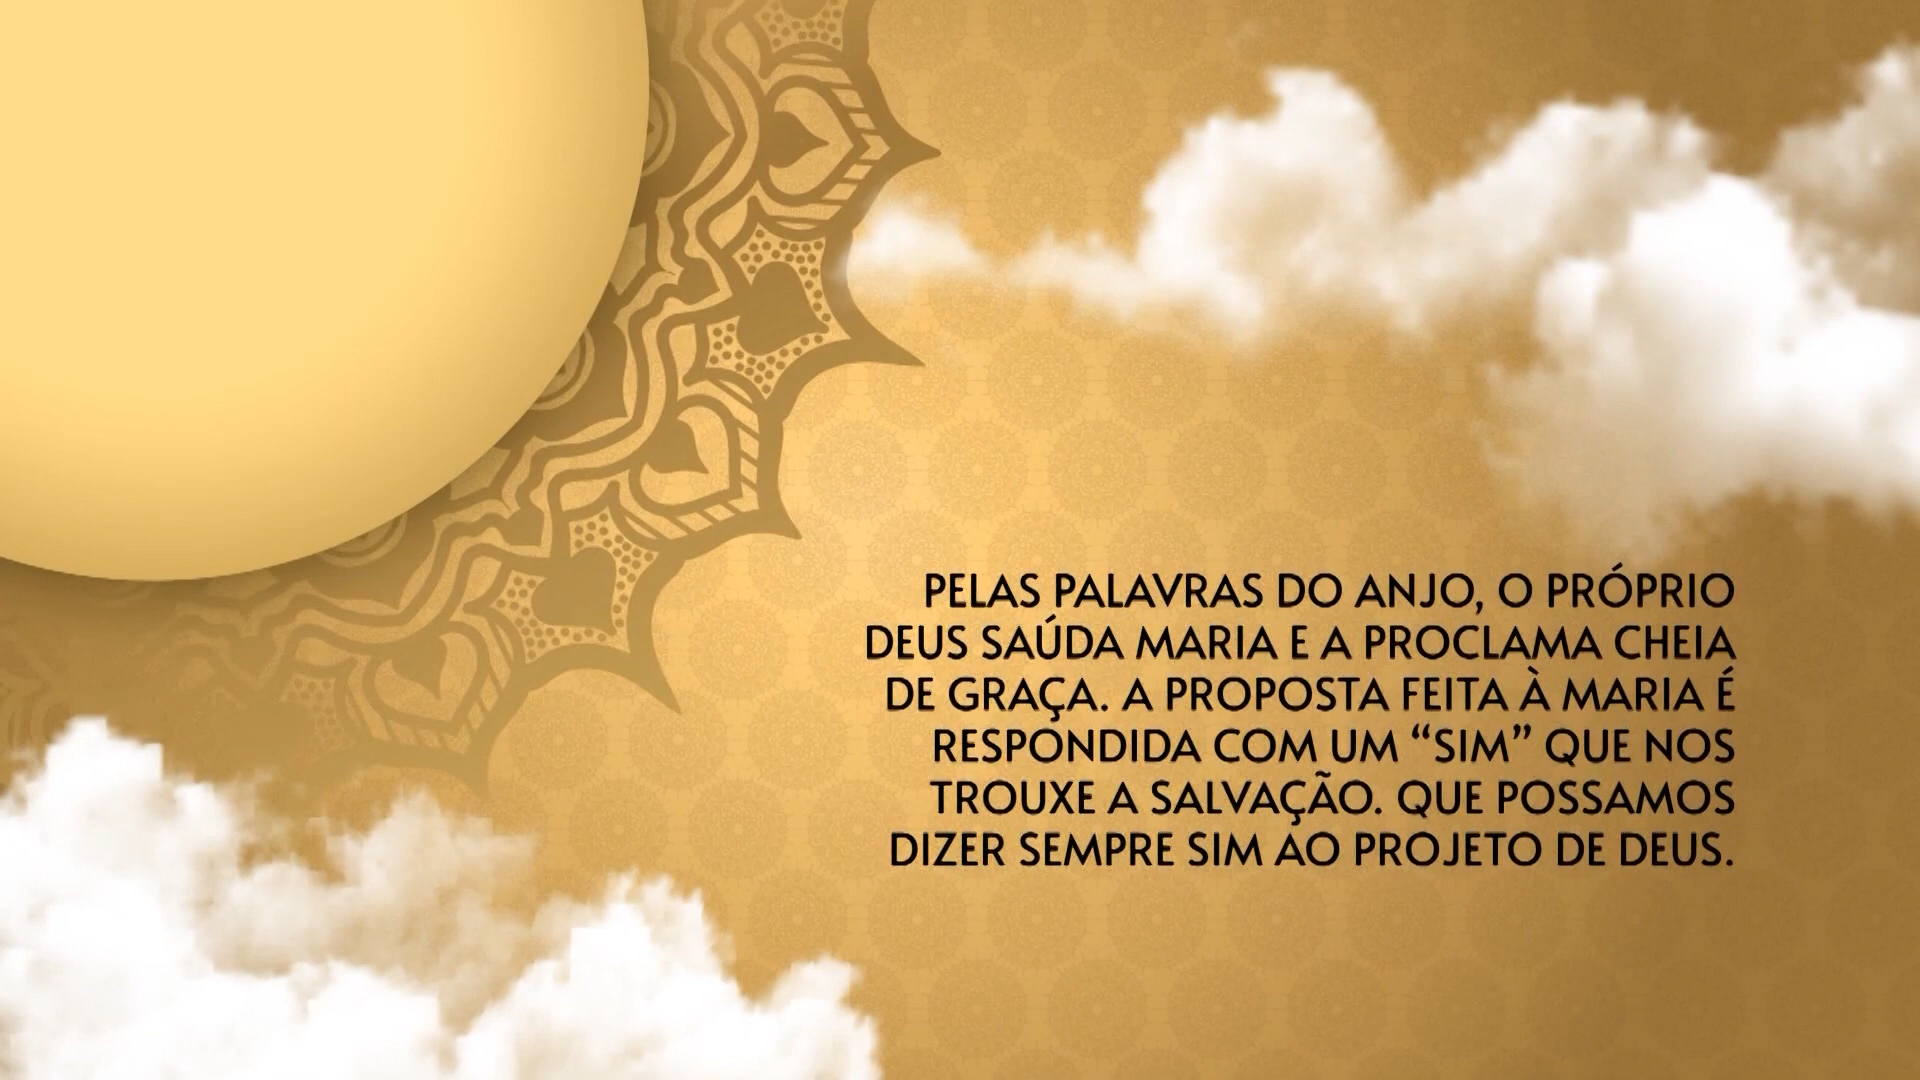 PELAS PALAVRAS DO ANJO, O PRÓPRIO
DEUS SAÚDA MARIA E A PROCLAMA CHEIA
DE GRAÇA. A PROPOSTA FEITA À MARIA É
RESPONDIDA COM UM “SIM” QUE NOS
TROUXE A SALVAÇÃO. QUE POSSAMOS
DIZER SEMPRE SIM AO PROJETO DE DEUS.